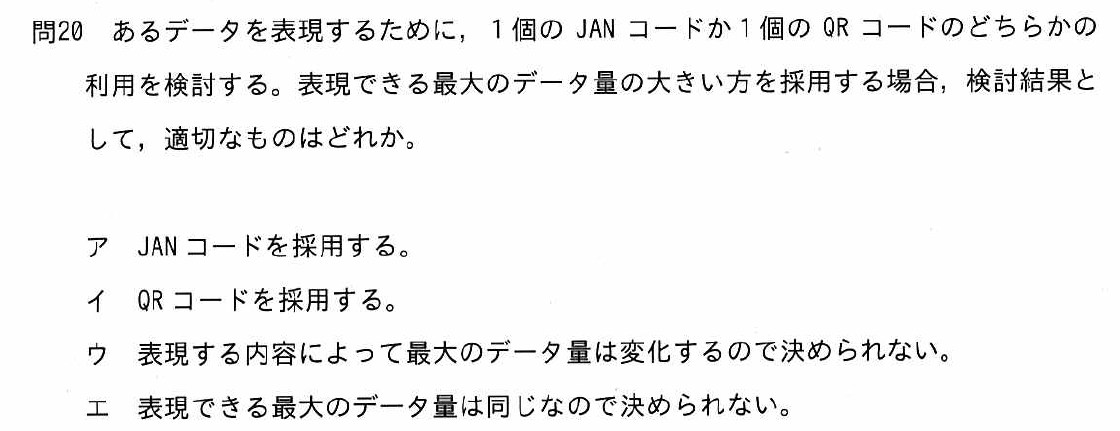 問20 あるデータを表現するために，1個の JAN コードか1個の QR コードのどちらかの
利用を検討する。表現できる最大のデータ量の大きい方を採用する場合，検討結果と
して，適切なものはどれか。
ア JAN コードを採用する。
イ QR コードを採用する。
ウ 表現する内容によって最大のデータ量は変化するので決められない。
エ 表現できる最大のデータ量は同じなので決められない。